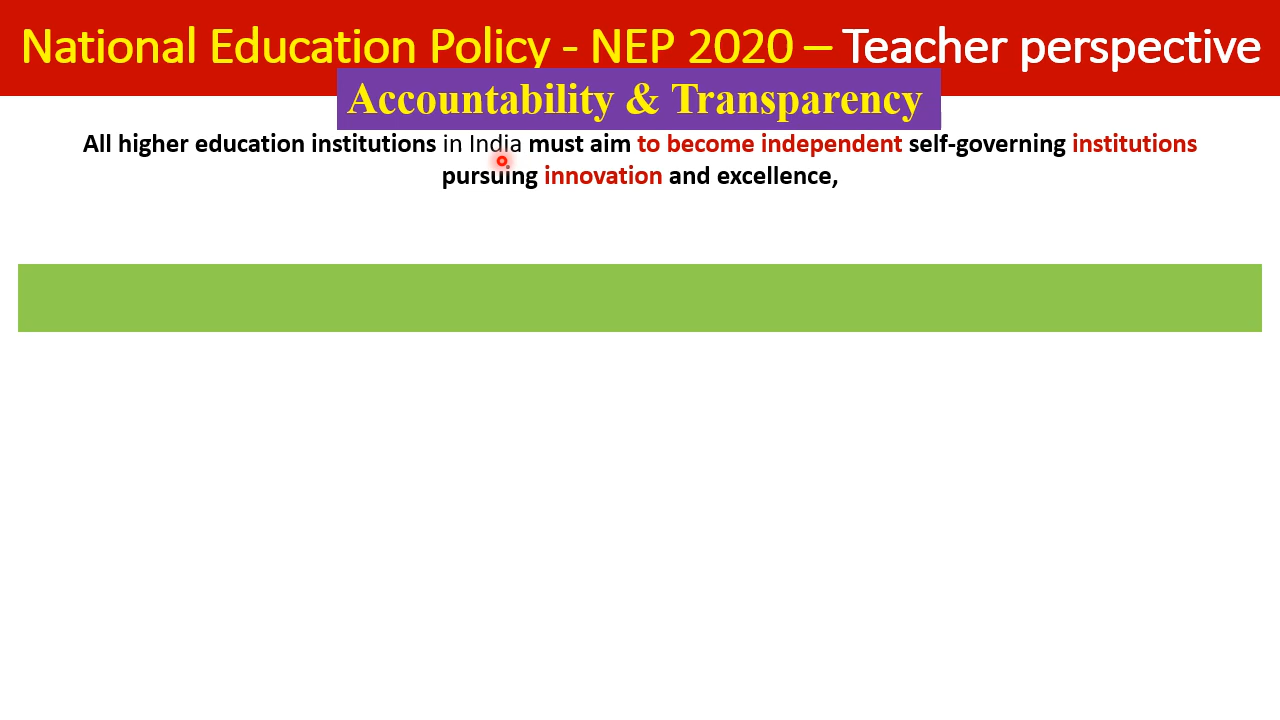 National Education Policy - NEP 2020 – Teacher perspective
Accountability & Transparency
All higher education institutions in India must aim to become independent self-governing institutions
pursuing innovation and excellence,